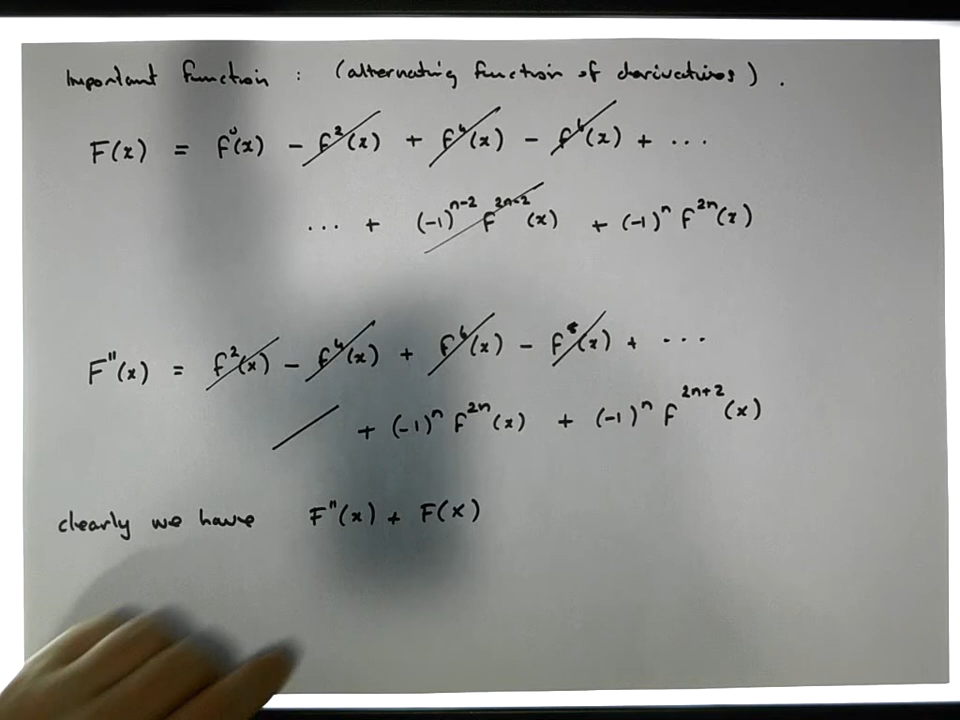 Important function : (alternating function of derivatives) .
F(x) = f⁰(x) − f²(x) + f⁴(x) − f⁶(x) + ...
... + (-1)ⁿ⁻² f²ⁿ⁻²(x) + (-1)ⁿ f²ⁿ(x)
F"(x) = f²(x) − f⁴(x) + f⁶(x) − f⁸(x) + ...
+ (-1)ⁿ f²ⁿ(x) + (-1)ⁿ f²ⁿ⁺²(x)
clearly we have F"(x) + F(x)